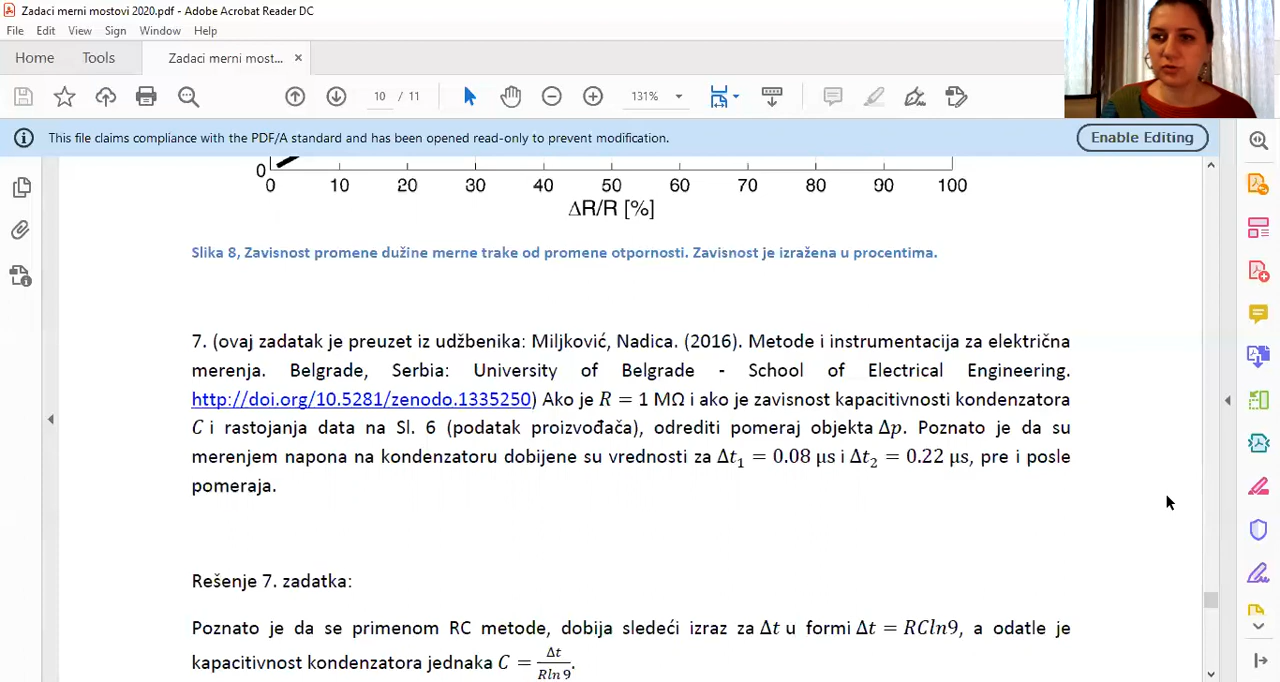 Zadaci merni mostovi 2020.pdf - Adobe Acrobat Reader DC
File Edit View Sign Window Help
Home Tools Zadaci merni most... ×
10 / 11 131%
This file claims compliance with the PDF/A standard and has been opened read-only to prevent modification. Enable Editing
0
0 10 20 30 40 50 60 70 80 90 100
ΔR/R [%]
Slika 8, Zavisnost promene dužine merne trake od promene otpornosti. Zavisnost je izražena u procentima.
7. (ovaj zadatak je preuzet iz udžbenika: Miljković, Nadica. (2016). Metode i instrumentacija za električna
merenja. Belgrade, Serbia: University of Belgrade - School of Electrical Engineering.
http://doi.org/10.5281/zenodo.1335250) Ako je R = 1 MΩ i ako je zavisnost kapacitivnosti kondenzatora
C i rastojanja data na Sl. 6 (podatak proizvođača), odrediti pomeraj objekta Δp. Poznato je da su
merenjem napona na kondenzatoru dobijene su vrednosti za Δt₁ = 0.08 μs i Δt₂ = 0.22 μs, pre i posle
pomeraja.
Rešenje 7. zadatka:
Poznato je da se primenom RC metode, dobija sledeći izraz za Δt u formi Δt = RCln9, a odatle je
kapacitivnost kondenzatora jednaka C = Δt/Rln9.